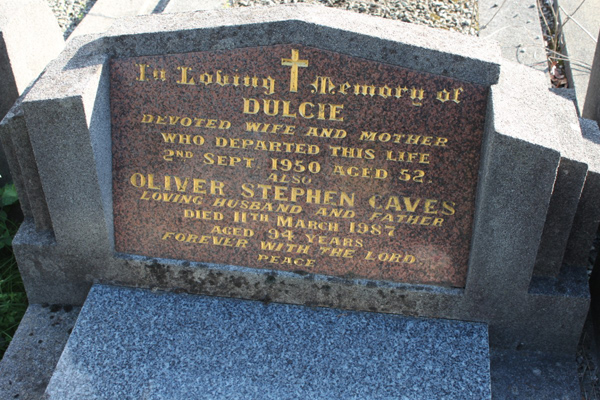 In Loving Memory of
DULCIE
DEVOTED WIFE AND MOTHER
WHO DEPARTED THIS LIFE
2ND SEPT. 1950 AGED 52.
ALSO
OLIVER STEPHEN CAVES
LOVING HUSBAND AND FATHER
DIED 11TH MARCH 1987
AGED 94 YEARS
FOREVER WITH THE LORD
PEACE